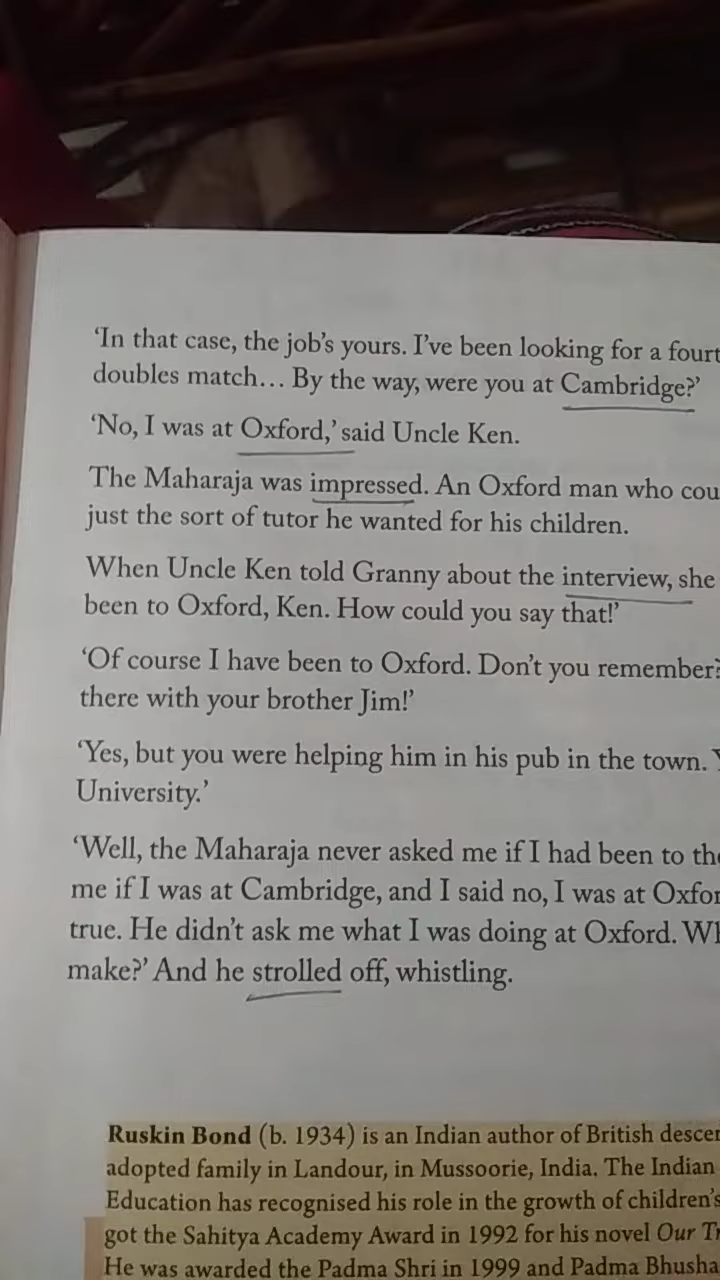 ‘In that case, the job’s yours. I’ve been looking for a
doubles match… By the way, were you at Cambridge?’
‘No, I was at Oxford,’ said Uncle Ken.
The Maharaja was impressed. An Oxford man who
just the sort of tutor he wanted for his children.
When Uncle Ken told Granny about the interview, she
been to Oxford, Ken. How could you say that!’
‘Of course I have been to Oxford. Don’t you remember?
there with your brother Jim!’
‘Yes, but you were helping him in his pub in the town.
University.’
‘Well, the Maharaja never asked me if I had been to
me if I was at Cambridge, and I said no, I was at
true. He didn’t ask me what I was doing at Oxford.
make?’ And he strolled off, whistling.
Ruskin Bond (b. 1934) is an Indian author of British
adopted family in Landour, in Mussoorie, India. The Indian
Education has recognised his role in the growth of children’s
got the Sahitya Academy Award in 1992 for his novel Our
He was awarded the Padma Shri in 1999 and Padma